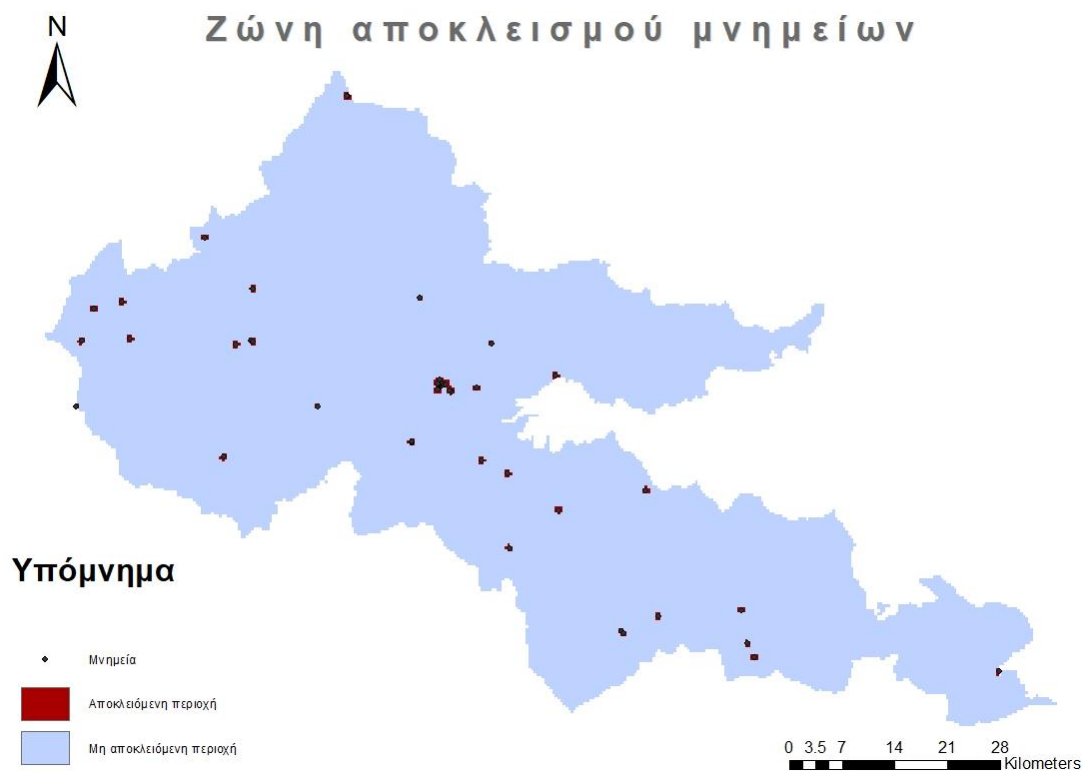 Ζώνη αποκλεισμού μνημείων
N
Υπόμνημα
Μνημεία
Αποκλειόμενη περιοχή
Μη αποκλειόμενη περιοχή
0 3.5 7 14 21 28
Kilometers